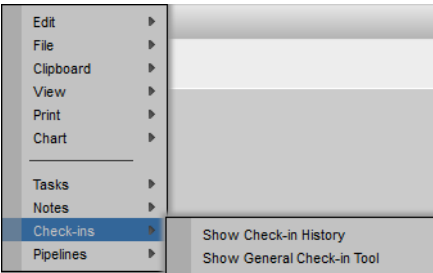 Edit
File
Clipboard
View
Print
Chart
Tasks
Notes
Check-ins
Pipelines
Show Check-in History
Show General Check-in Tool